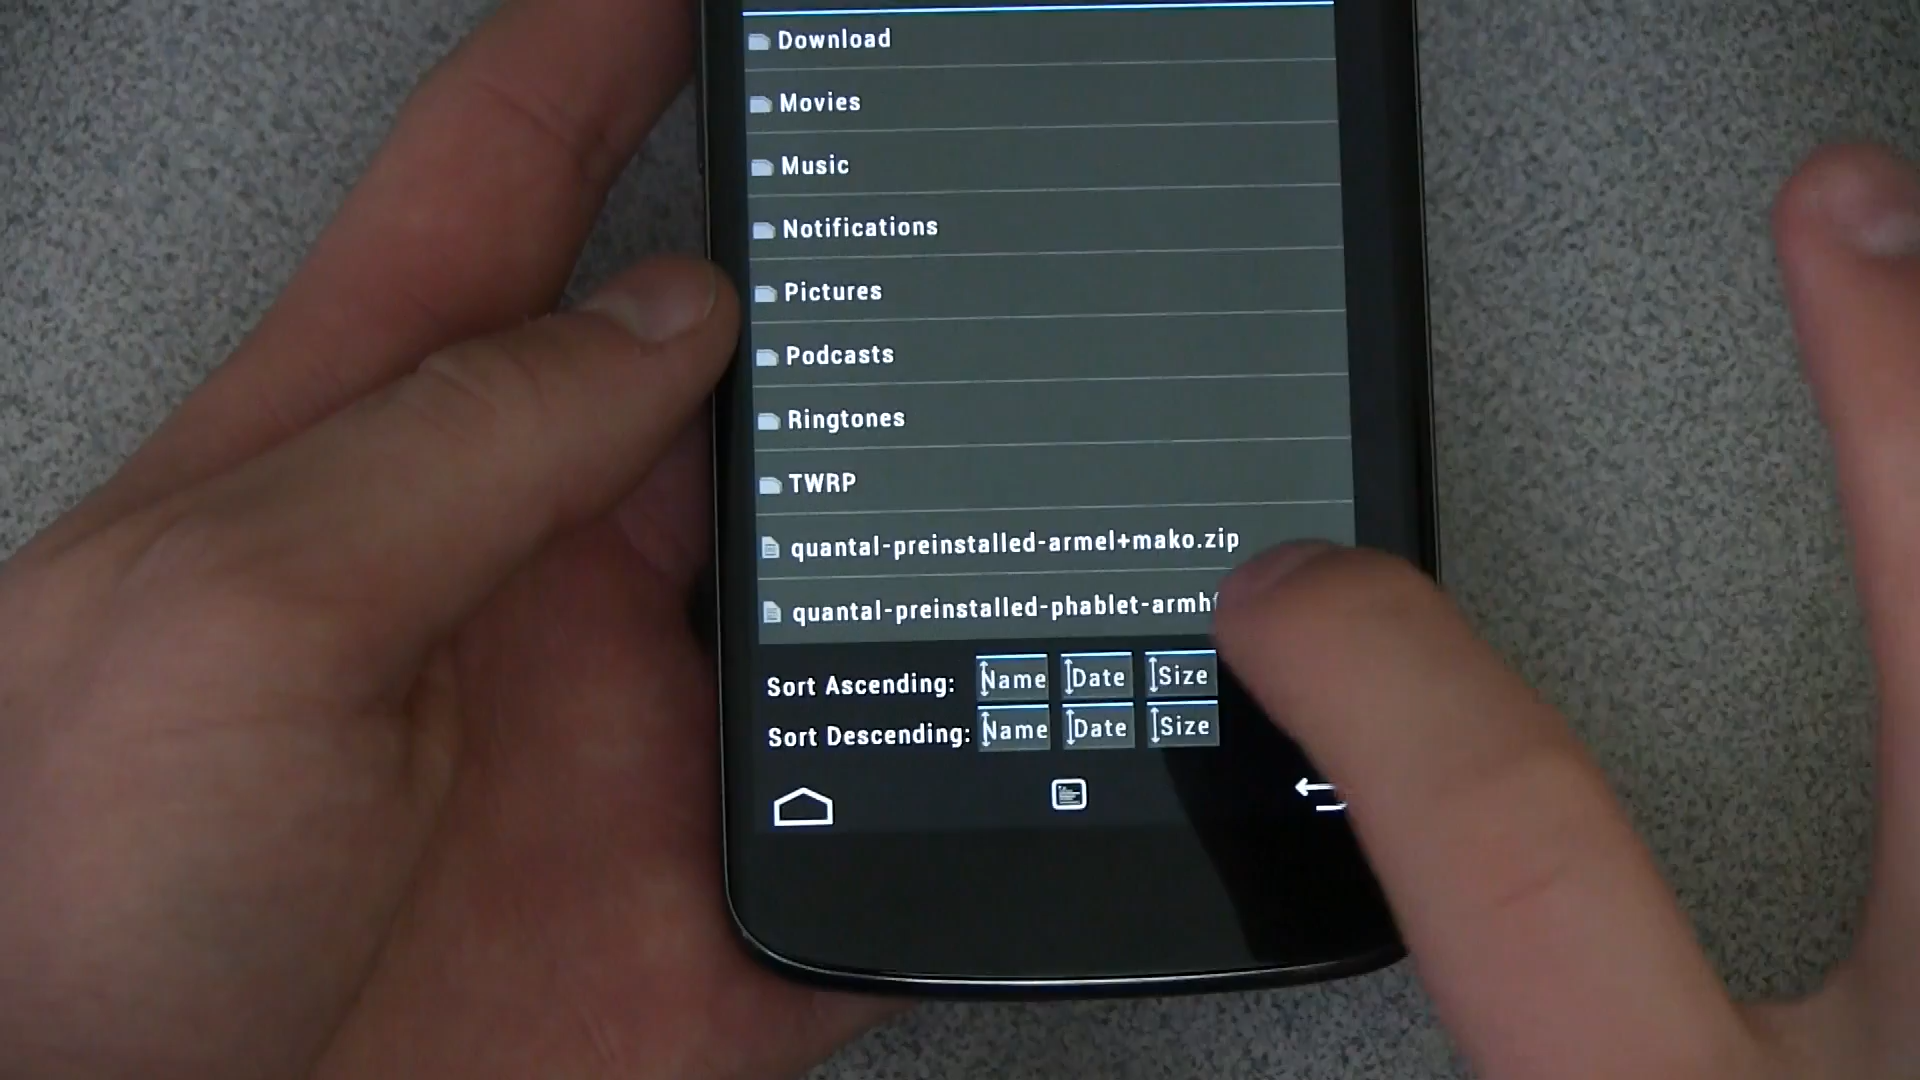 Download
Movies
Music
Notifications
Pictures
Podcasts
Ringtones
TWRP
quantal-preinstalled-armel+mako.zip
quantal-preinstalled-phablet-armhf
Sort Ascending: Name Date Size
Sort Descending: Name Date Size